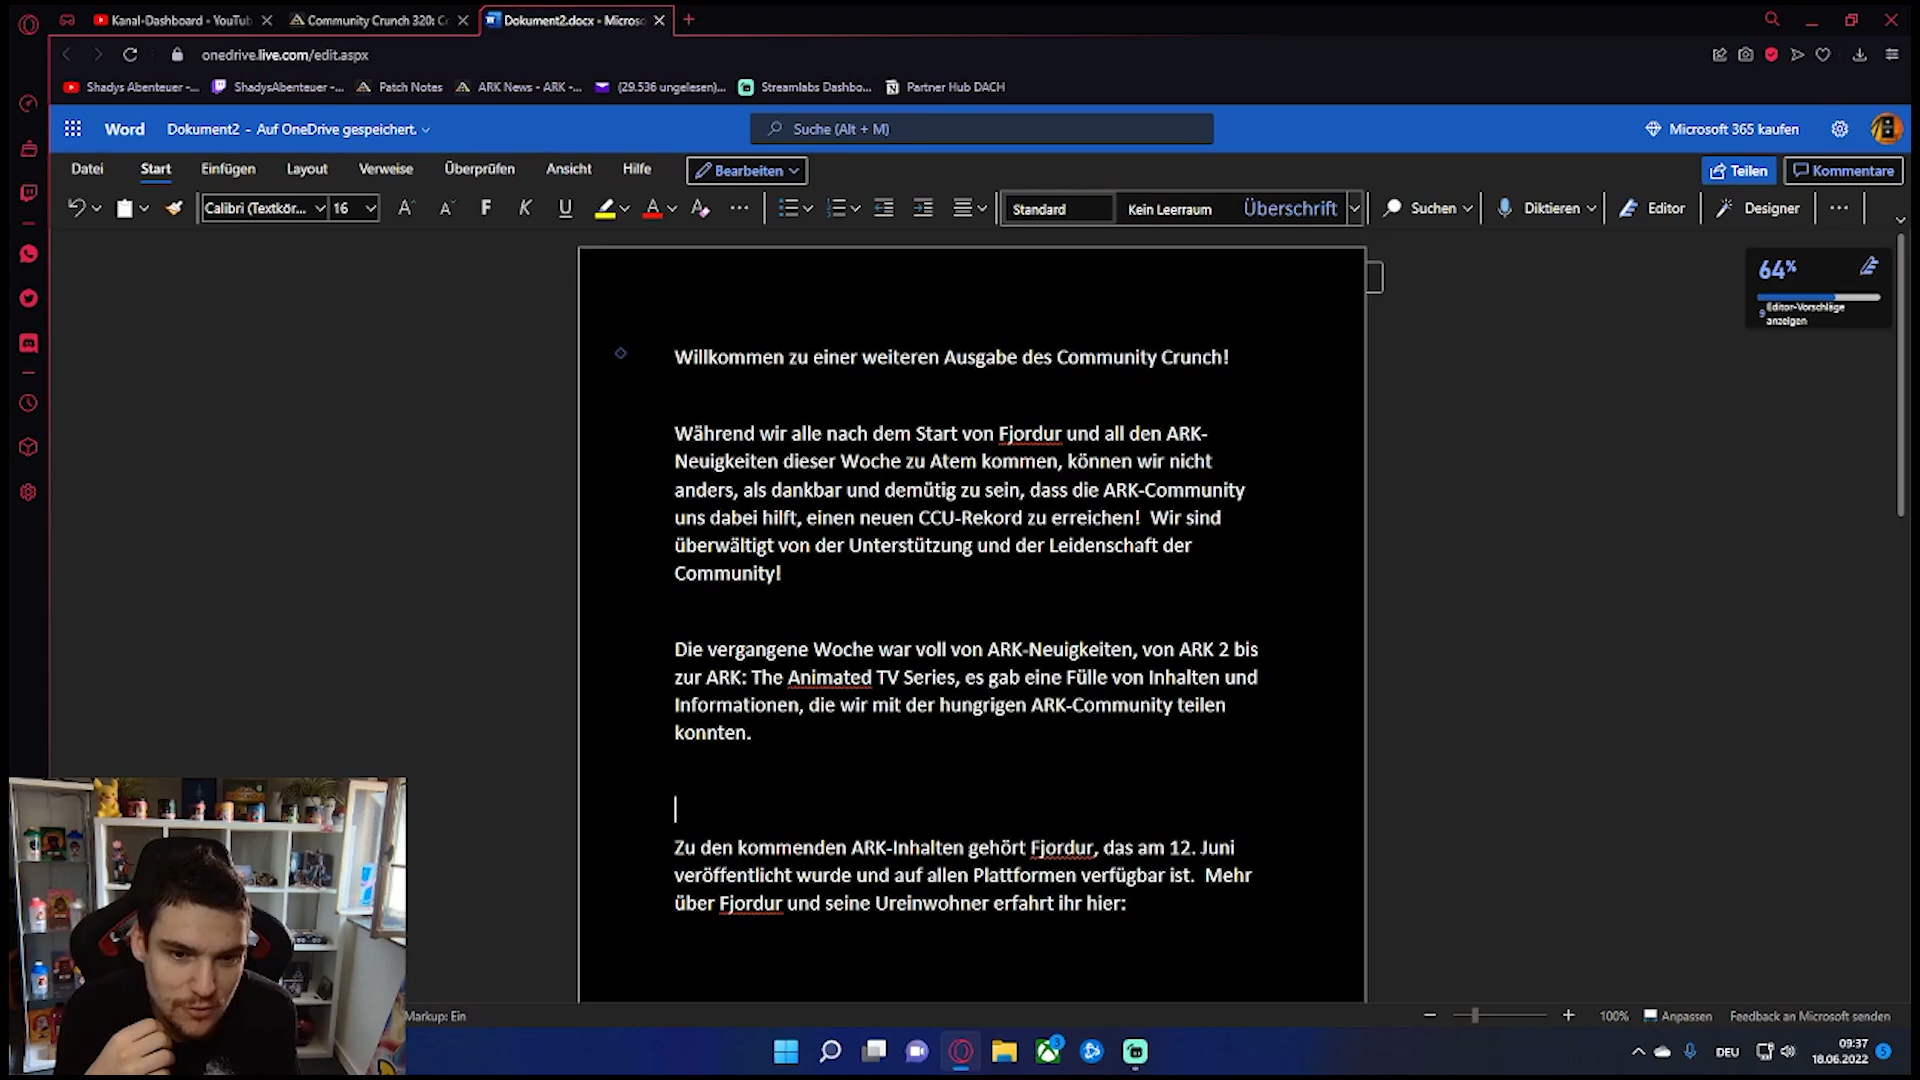 Kanal-Dashboard - YouTub
Community Crunch 320: Co
Dokument2.docx - Microso
onedrive.live.com/edit.aspx
Shadys Abenteuer -...
ShadysAbenteuer -...
Patch Notes
ARK News - ARK -...
(29.536 ungelesen)...
Streamlabs Dashbo...
Partner Hub DACH
Word
Dokument2 - Auf OneDrive gespeichert.
Suche (Alt + M)
Microsoft 365 kaufen
Datei
Start
Einfügen
Layout
Verweise
Überprüfen
Ansicht
Hilfe
Bearbeiten
Teilen
Kommentare
Calibri (Textkör...
16
F
K
U
Standard
Kein Leerraum
Überschrift
Suchen
Diktieren
Editor
Designer
64%
9 Editor-Vorschläge
anzeigen
Willkommen zu einer weiteren Ausgabe des Community Crunch!
Während wir alle nach dem Start von Fjordur und all den ARK-
Neuigkeiten dieser Woche zu Atem kommen, können wir nicht
anders, als dankbar und demütig zu sein, dass die ARK-Community
uns dabei hilft, einen neuen CCU-Rekord zu erreichen!  Wir sind
überwältigt von der Unterstützung und der Leidenschaft der
Community!
Die vergangene Woche war voll von ARK-Neuigkeiten, von ARK 2 bis
zur ARK: The Animated TV Series, es gab eine Fülle von Inhalten und
Informationen, die wir mit der hungrigen ARK-Community teilen
konnten.
Zu den kommenden ARK-Inhalten gehört Fjordur, das am 12. Juni
veröffentlicht wurde und auf allen Plattformen verfügbar ist.  Mehr
über Fjordur und seine Ureinwohner erfahrt ihr hier:
Markup: Ein
100%
Anpassen
Feedback an Microsoft senden
3
DEU
09:37
18.06.2022
5